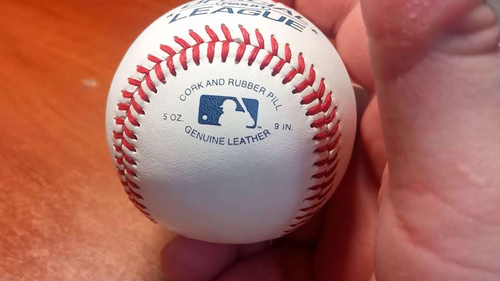 LEAGUE
CORK AND RUBBER PILL
5 OZ. 9 IN.
GENUINE LEATHER